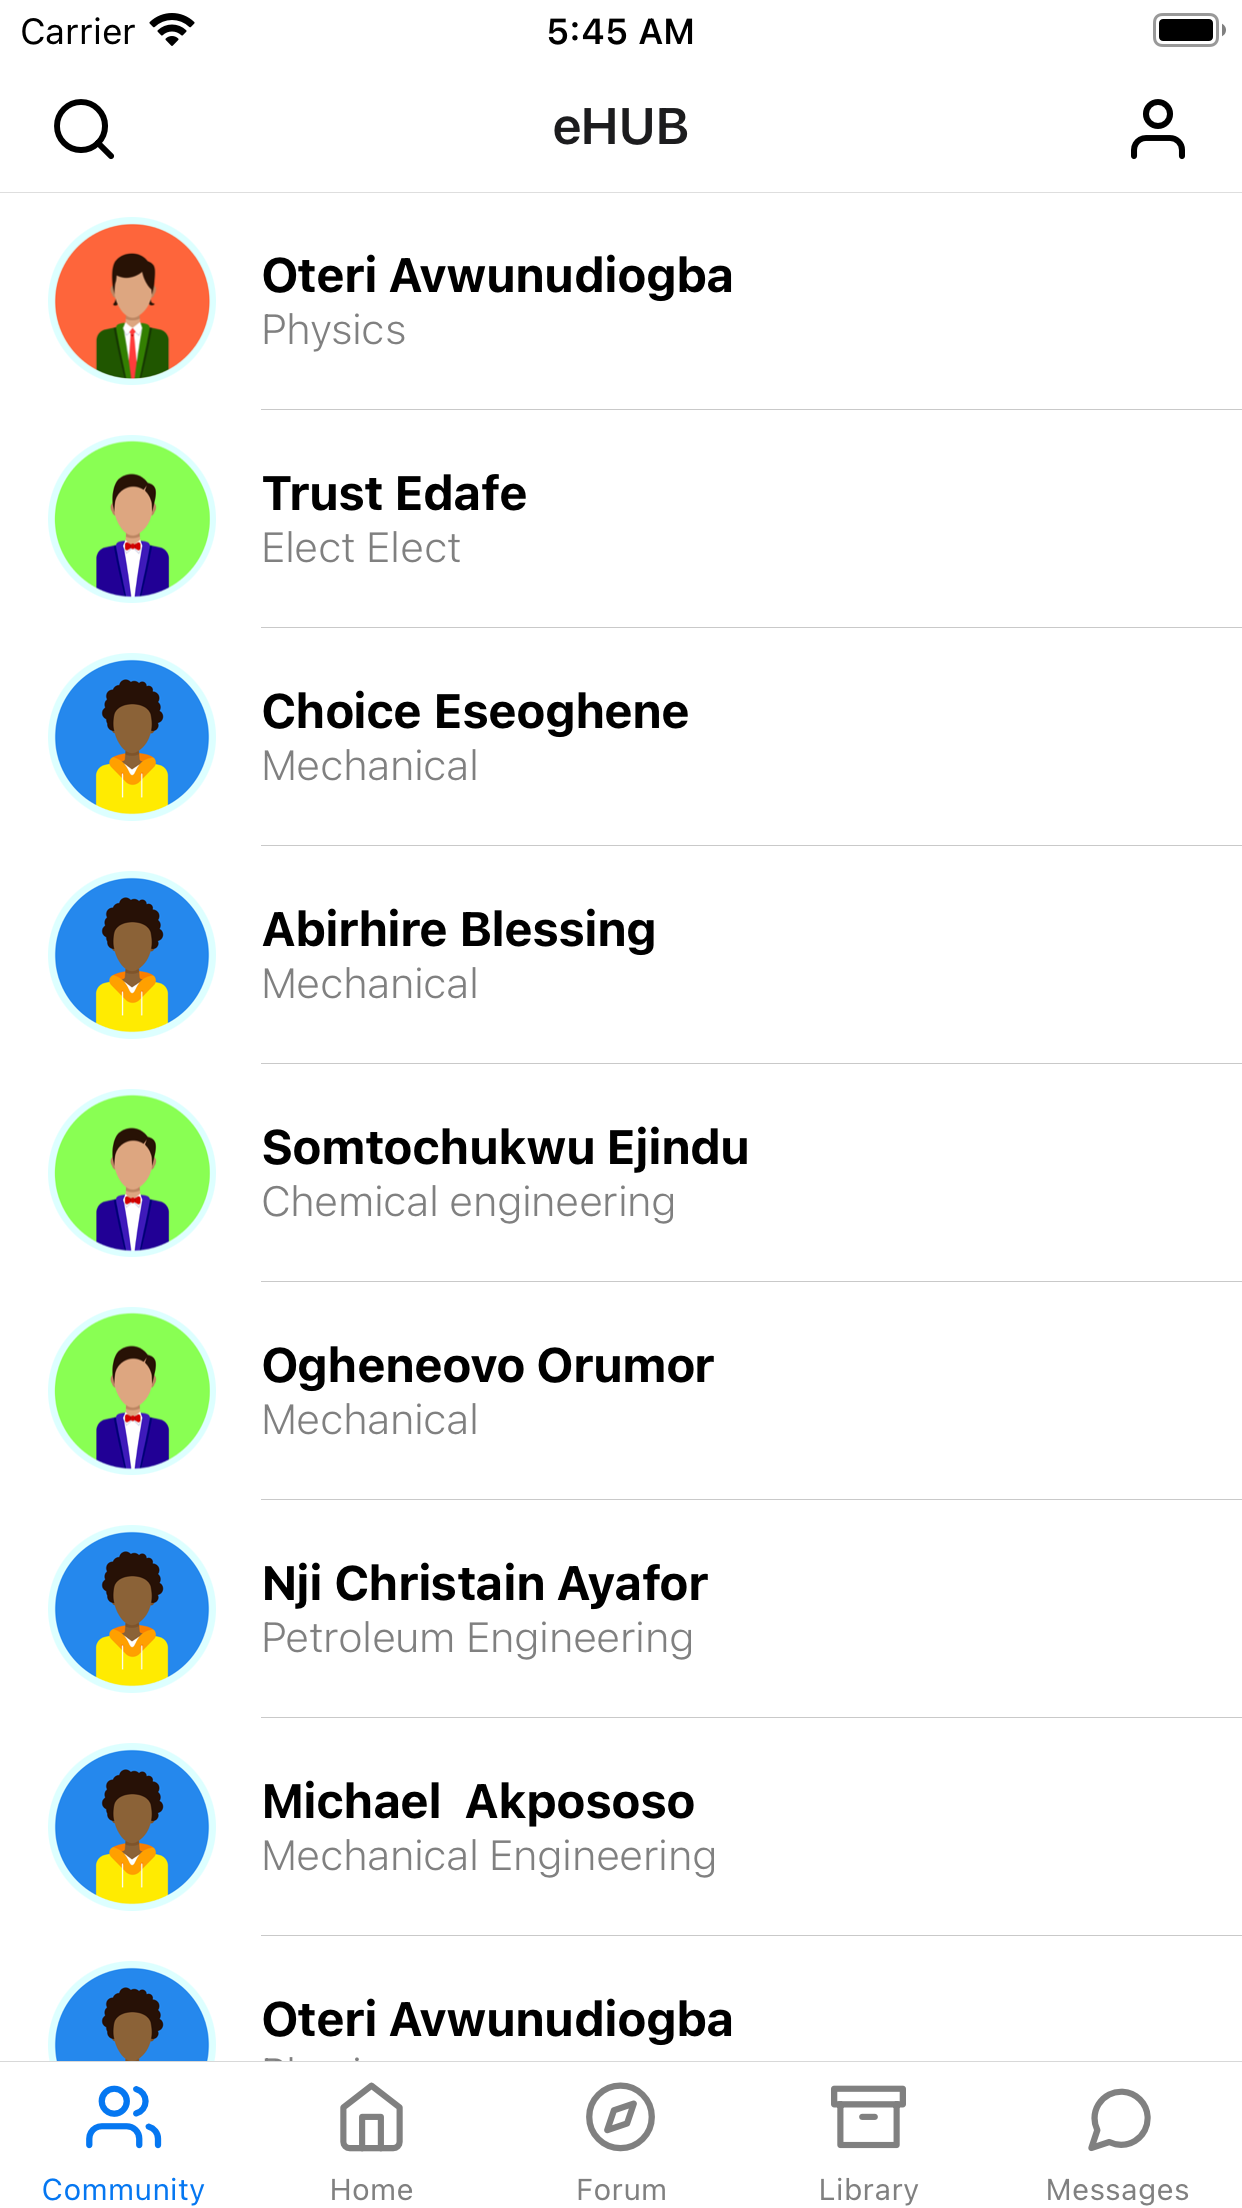 Carrier 5:45 AM
eHUB
Oteri Avwunudiogba
Physics
Trust Edafe
Elect Elect
Choice Eseoghene
Mechanical
Abirhire Blessing
Mechanical
Somtochukwu Ejindu
Chemical engineering
Ogheneovo Orumor
Mechanical
Nji Christain Ayafor
Petroleum Engineering
Michael  Akpososo
Mechanical Engineering
Oteri Avwunudiogba
Community Home Forum Library Messages